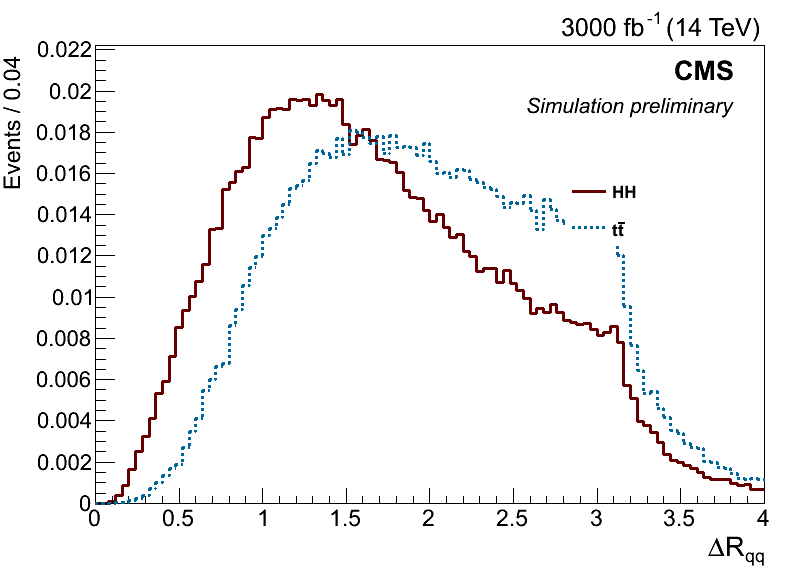 3000 fb-1 (14 TeV)
CMS
Simulation preliminary
HH
tt̄
Events / 0.04
0.022
0.02
0.018
0.016
0.014
0.012
0.01
0.008
0.006
0.004
0.002
0
0 0.5 1 1.5 2 2.5 3 3.5 4
ΔRqq